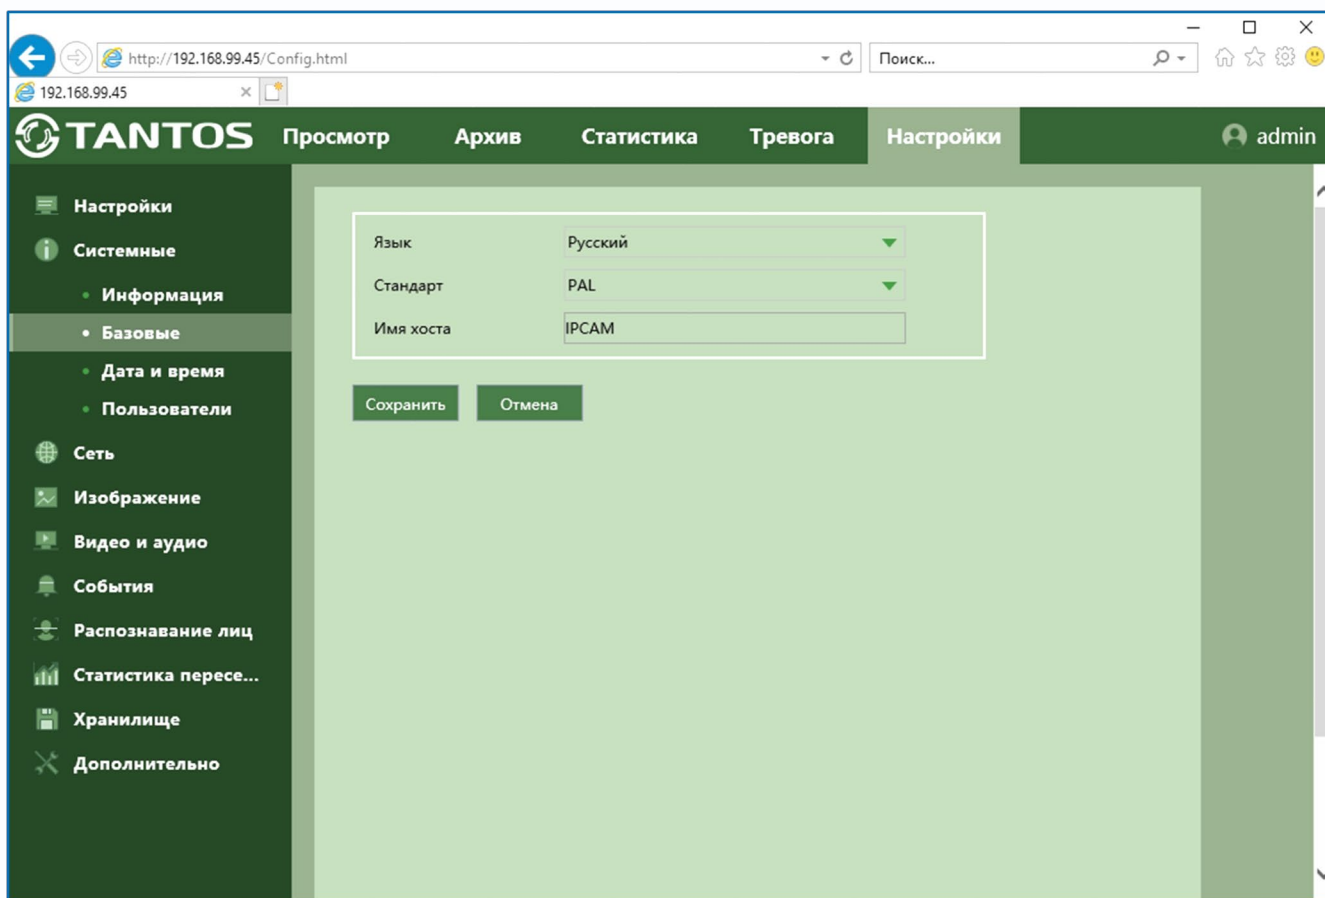 http://192.168.99.45/Config.html
Поиск...
192.168.99.45
TANTOS Просмотр Архив Статистика Тревога Настройки admin
Настройки
Системные
Информация
Базовые
Дата и время
Пользователи
Сеть
Изображение
Видео и аудио
События
Распознавание лиц
Статистика пересе...
Хранилище
Дополнительно
Язык Русский
Стандарт PAL
Имя хоста IPCAM
Сохранить Отмена